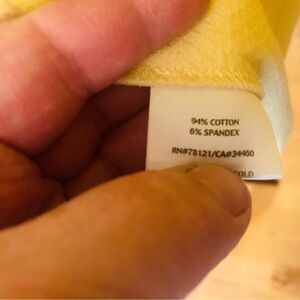 94% COTTON
6% SPANDEX
RN#78121/CA#34460